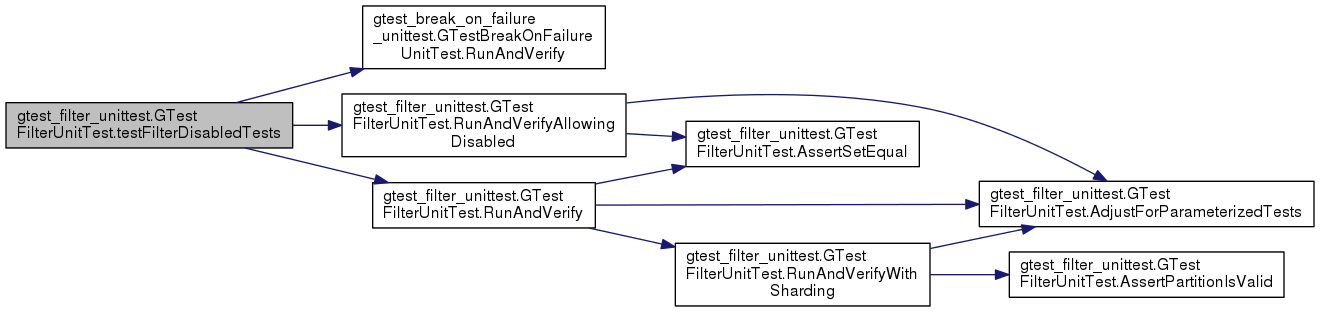 gtest_break_on_failure
_unittest.GTestBreakOnFailure
UnitTest.RunAndVerify
gtest_filter_unittest.GTest
FilterUnitTest.testFilterDisabledTests
gtest_filter_unittest.GTest
FilterUnitTest.RunAndVerifyAllowing
Disabled
gtest_filter_unittest.GTest
FilterUnitTest.AssertSetEqual
gtest_filter_unittest.GTest
FilterUnitTest.RunAndVerify
gtest_filter_unittest.GTest
FilterUnitTest.AdjustForParameterizedTests
gtest_filter_unittest.GTest
FilterUnitTest.RunAndVerifyWith
Sharding
gtest_filter_unittest.GTest
FilterUnitTest.AssertPartitionIsValid